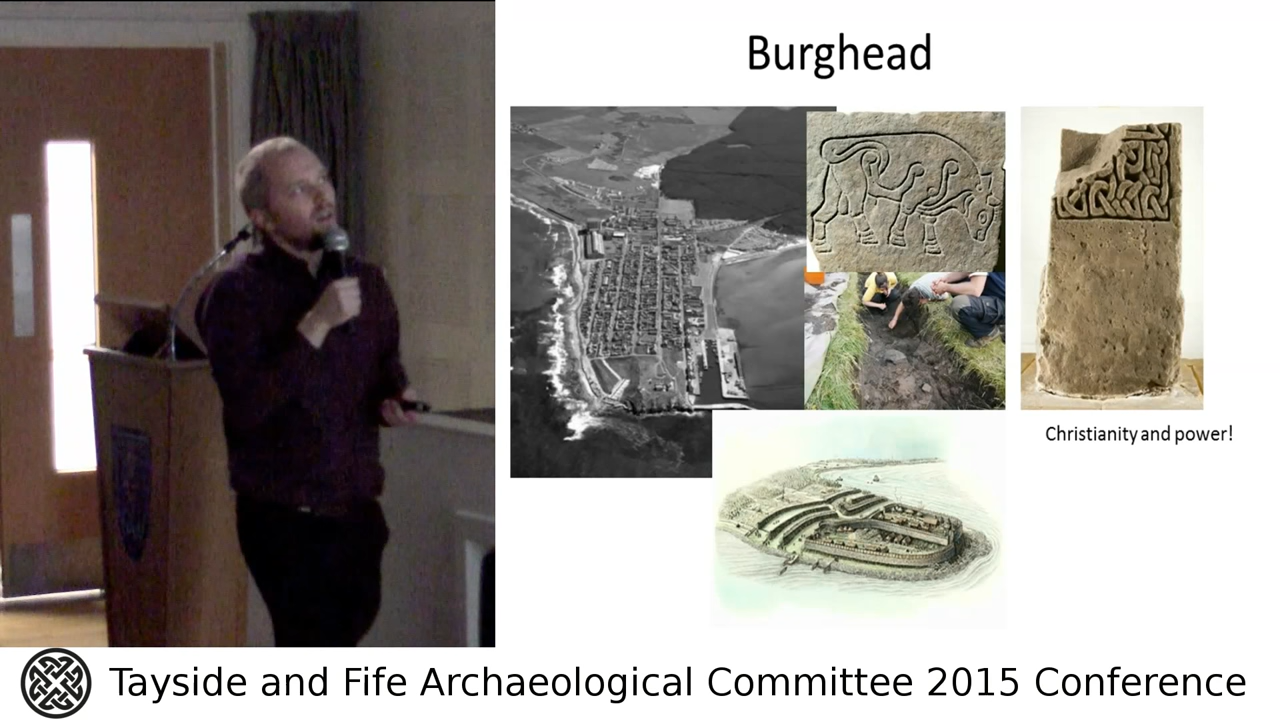 Burghead
Christianity and power!
Tayside and Fife Archaeological Committee 2015 Conference